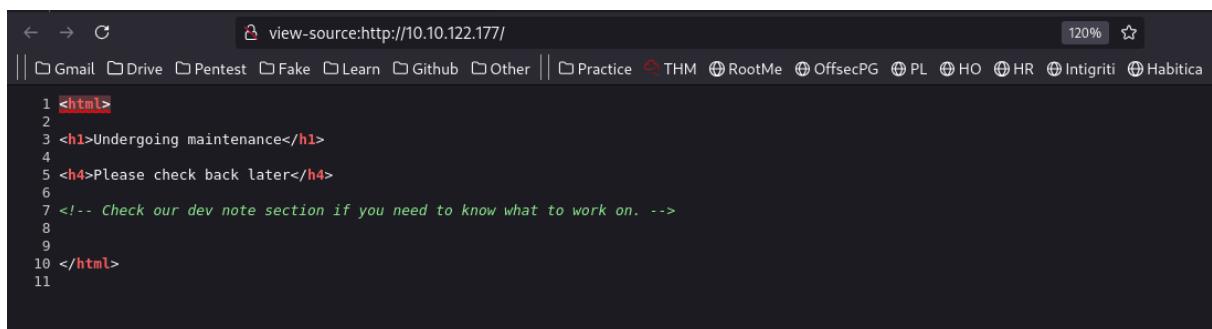 view-source:http://10.10.122.177/ 120%
Gmail Drive Pentest Fake Learn Github Other Practice THM RootMe OffsecPG PL HO HR Intigriti Habitica
1 <html>
2
3 <h1>Undergoing maintenance</h1>
4
5 <h4>Please check back later</h4>
6
7 <!-- Check our dev note section if you need to know what to work on. -->
8
9
10 </html>
11